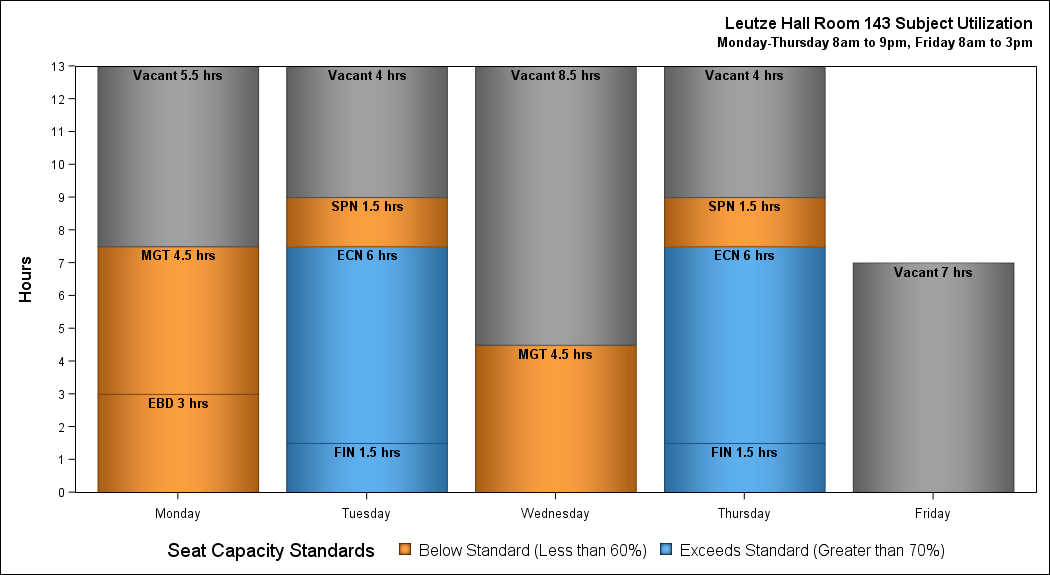 Leutze Hall Room 143 Subject Utilization
Monday-Thursday 8am to 9pm, Friday 8am to 3pm
Hours
13
12
11
10
9
8
7
6
5
4
3
2
1
0
Vacant 5.5 hrs
MGT 4.5 hrs
EBD 3 hrs
Vacant 4 hrs
SPN 1.5 hrs
ECN 6 hrs
FIN 1.5 hrs
Vacant 8.5 hrs
MGT 4.5 hrs
Vacant 4 hrs
SPN 1.5 hrs
ECN 6 hrs
FIN 1.5 hrs
Vacant 7 hrs
Monday Tuesday Wednesday Thursday Friday
Seat Capacity Standards Below Standard (Less than 60%) Exceeds Standard (Greater than 70%)